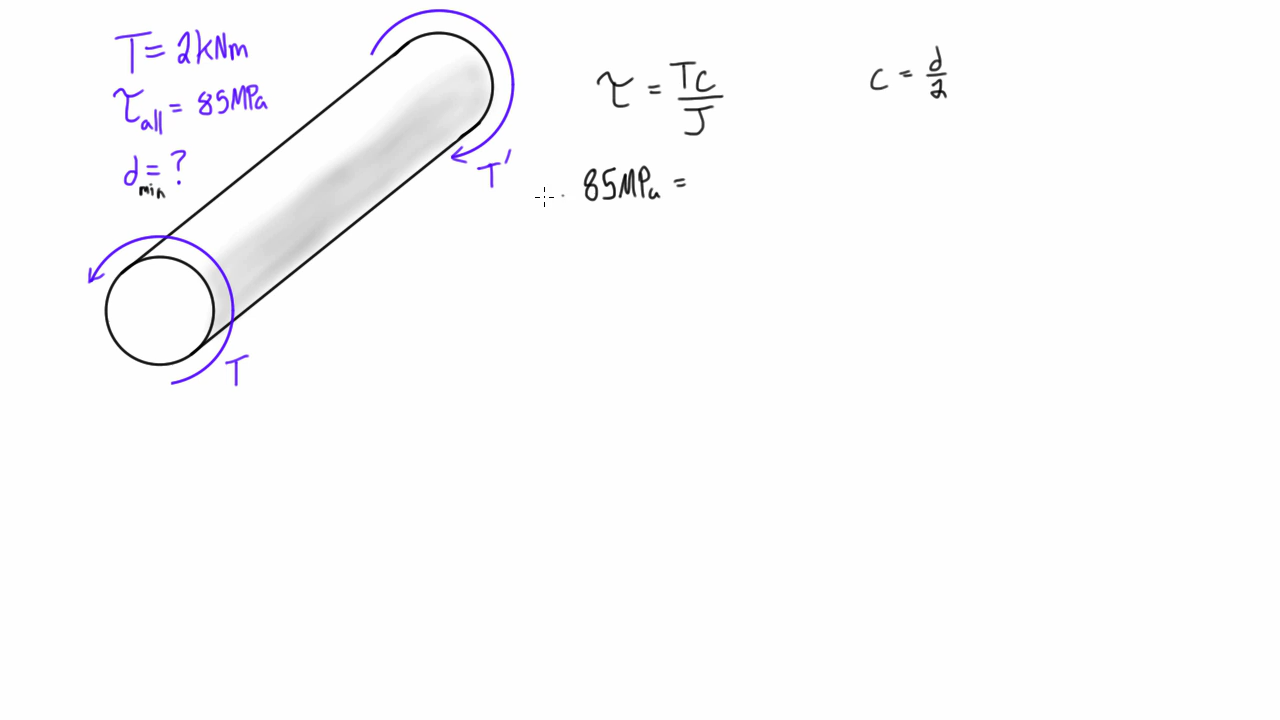 T = 2kNm
τall = 85MPa
dmin = ?
T'
T
τ = Tc/J
c = d/2
85MPa =